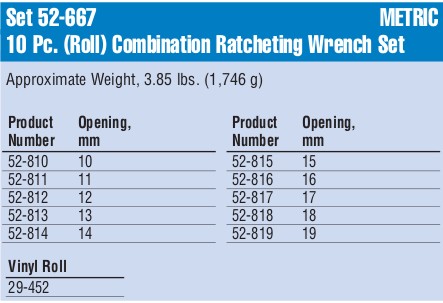 Set 52-667 METRIC
10 Pc. (Roll) Combination Ratcheting Wrench Set
Approximate Weight, 3.85 lbs. (1,746 g)
Product Opening, Product Opening,
Number mm Number mm
52-810 10 52-815 15
52-811 11 52-816 16
52-812 12 52-817 17
52-813 13 52-818 18
52-814 14 52-819 19
Vinyl Roll
29-452